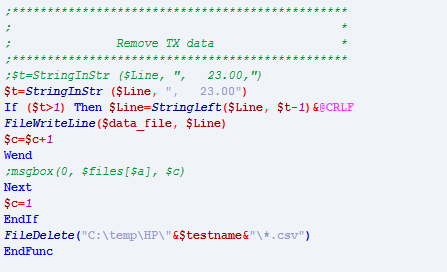 ;************************************************
;                                               *
;               Remove TX data                  *
;************************************************
;$t=StringInStr ($Line, ",   23.00,")
$t=StringInStr ($Line, ",   23.00")
If ($t>1) Then $Line=StringLeft($Line, $t-1)&@CRLF
FileWriteLine($data_file, $Line)
$c=$c+1
Wend
;msgbox(0, $files[$a], $c)
Next
$c=1
EndIf
FileDelete("C:\temp\HP\"&$testname&"\*.csv")
EndFunc